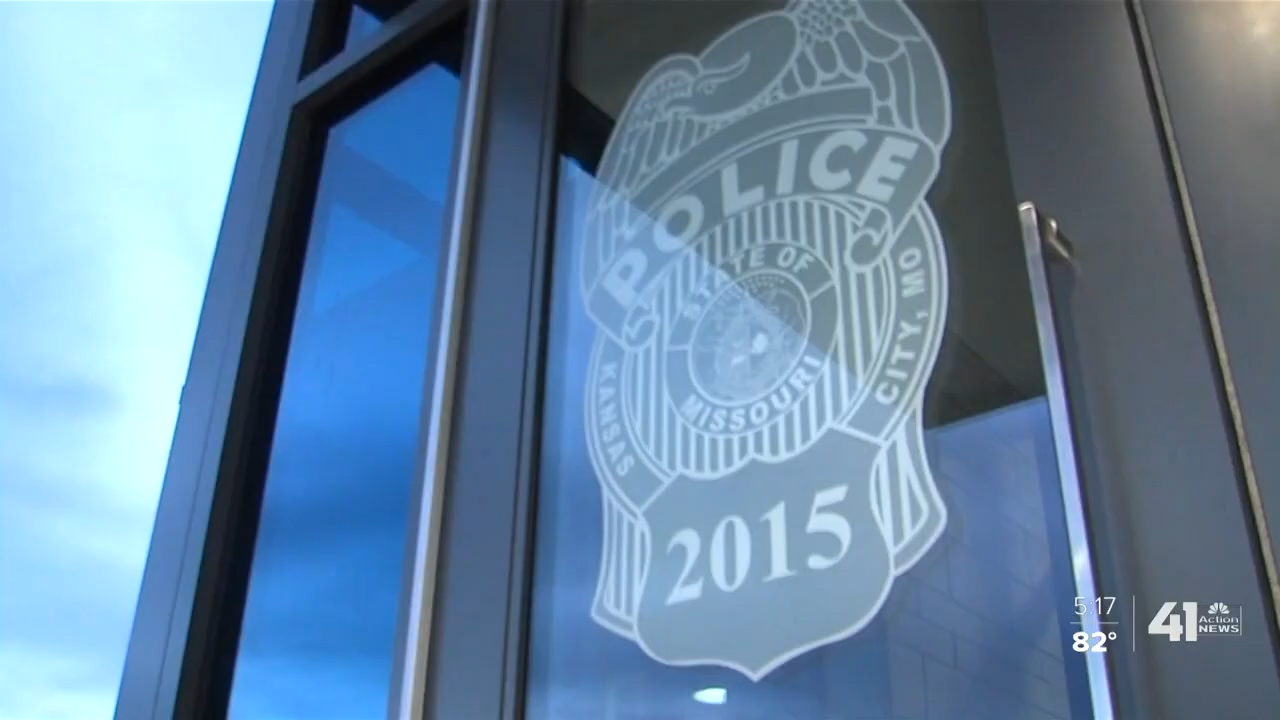 POLICE
STATE OF
MISSOURI
KANSAS
CITY, MO
2015
5:17
82°
41 Action
NEWS